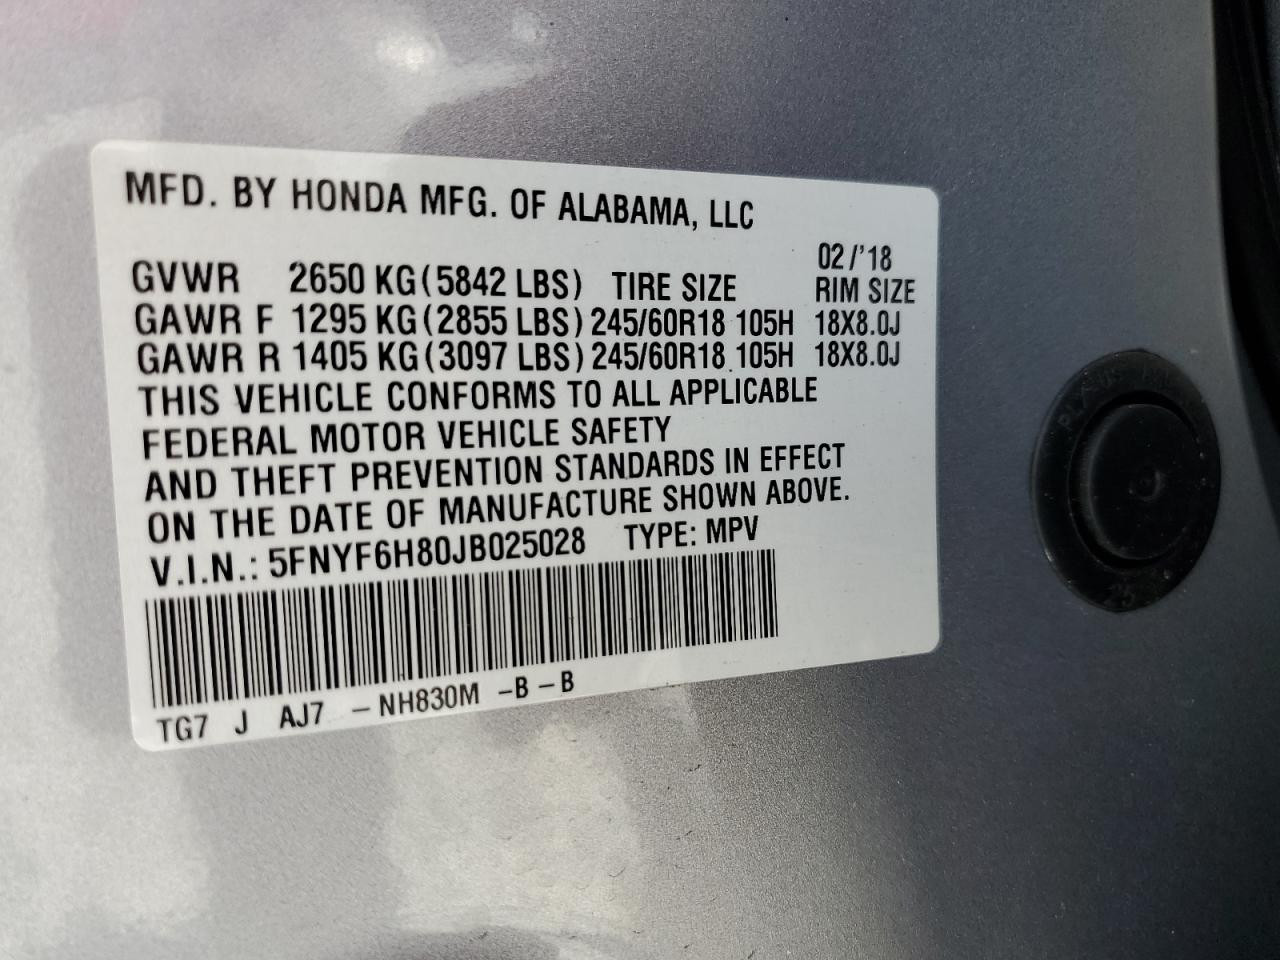 MFD. BY HONDA MFG. OF ALABAMA, LLC
02/'18
GVWR 2650 KG(5842 LBS) TIRE SIZE RIM SIZE
GAWR F 1295 KG(2855 LBS)245/60R18 105H 18X8.0J
GAWR R 1405 KG(3097 LBS)245/60R18 105H 18X8.0J
THIS VEHICLE CONFORMS TO ALL APPLICABLE
FEDERAL MOTOR VEHICLE SAFETY
AND THEFT PREVENTION STANDARDS IN EFFECT
ON THE DATE OF MANUFACTURE SHOWN ABOVE.
V.I.N.: 5FNYF6H80JB025028 TYPE: MPV
TG7 J AJ7 -NH830M -B-B
25